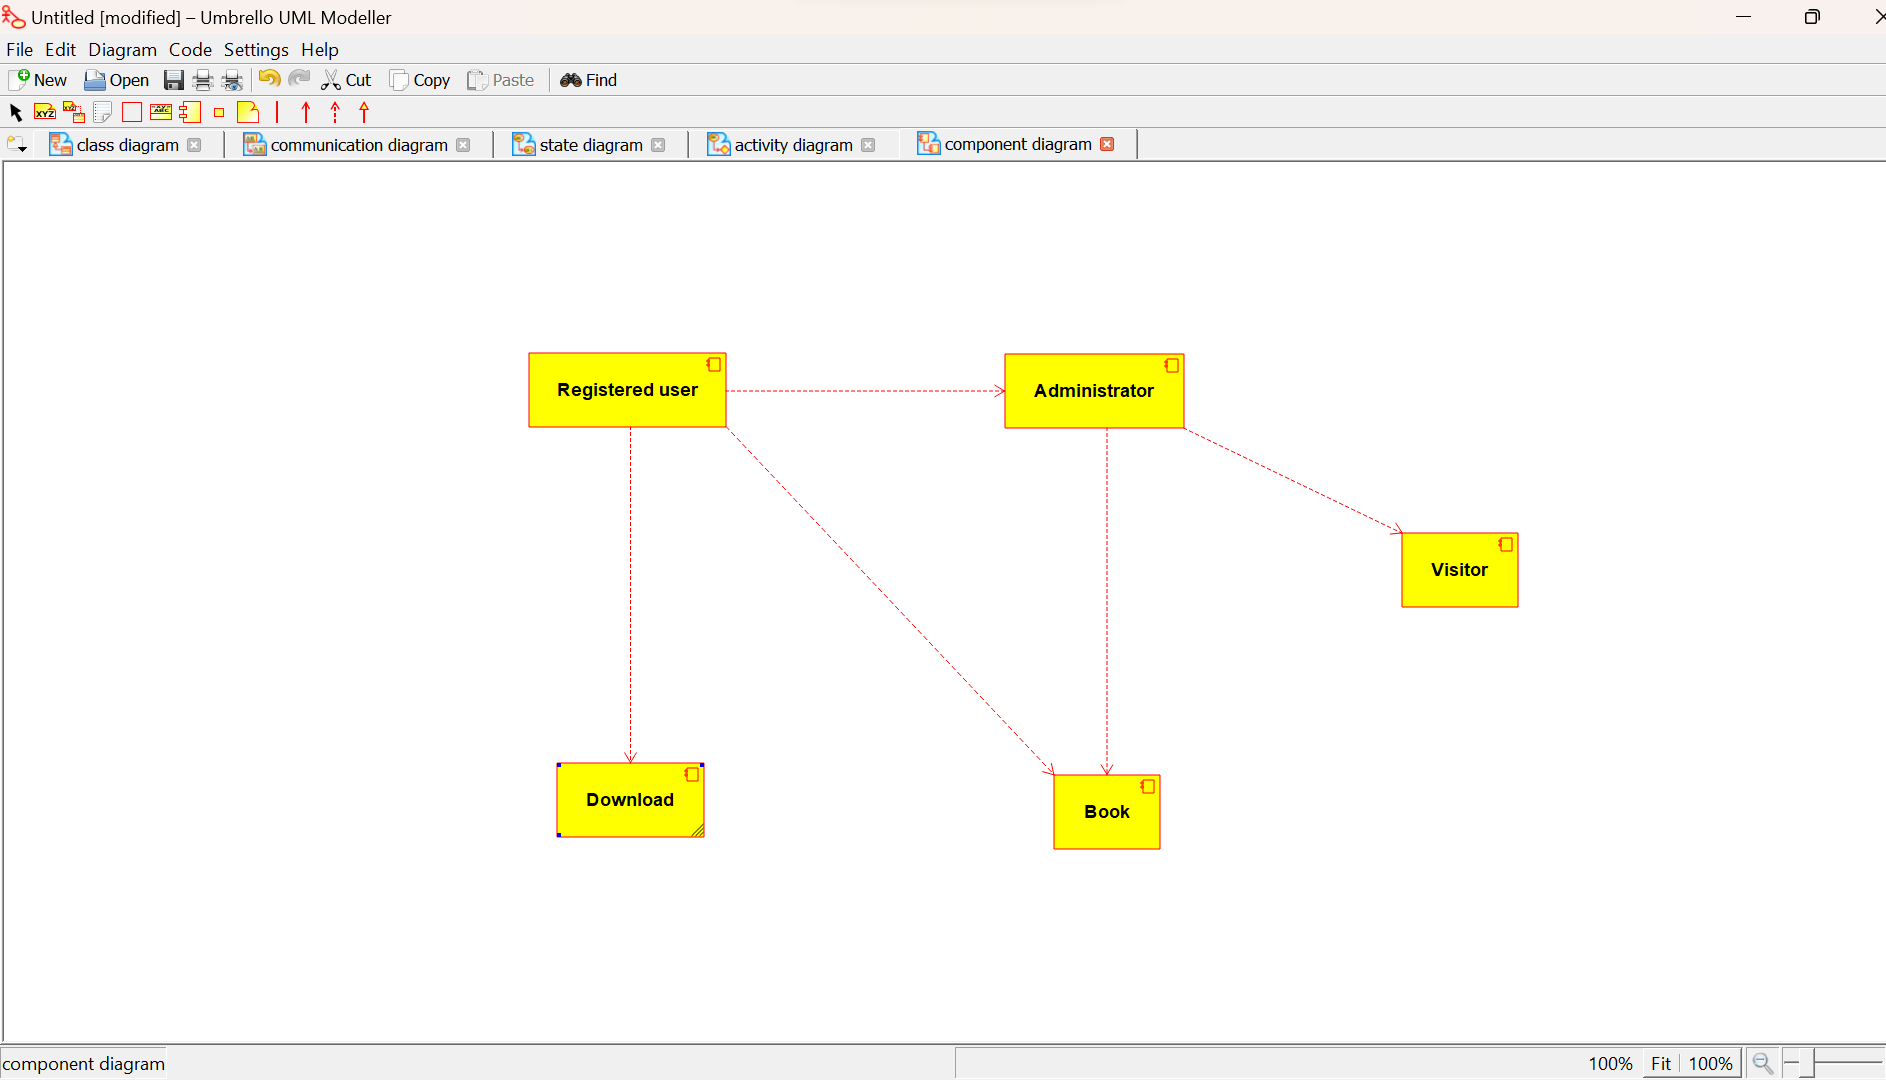 Untitled [modified] – Umbrello UML Modeller
File Edit Diagram Code Settings Help
New Open Cut Copy Paste Find
class diagram communication diagram state diagram activity diagram component diagram
Registered user
Administrator
Visitor
Download
Book
component diagram 100% Fit 100%